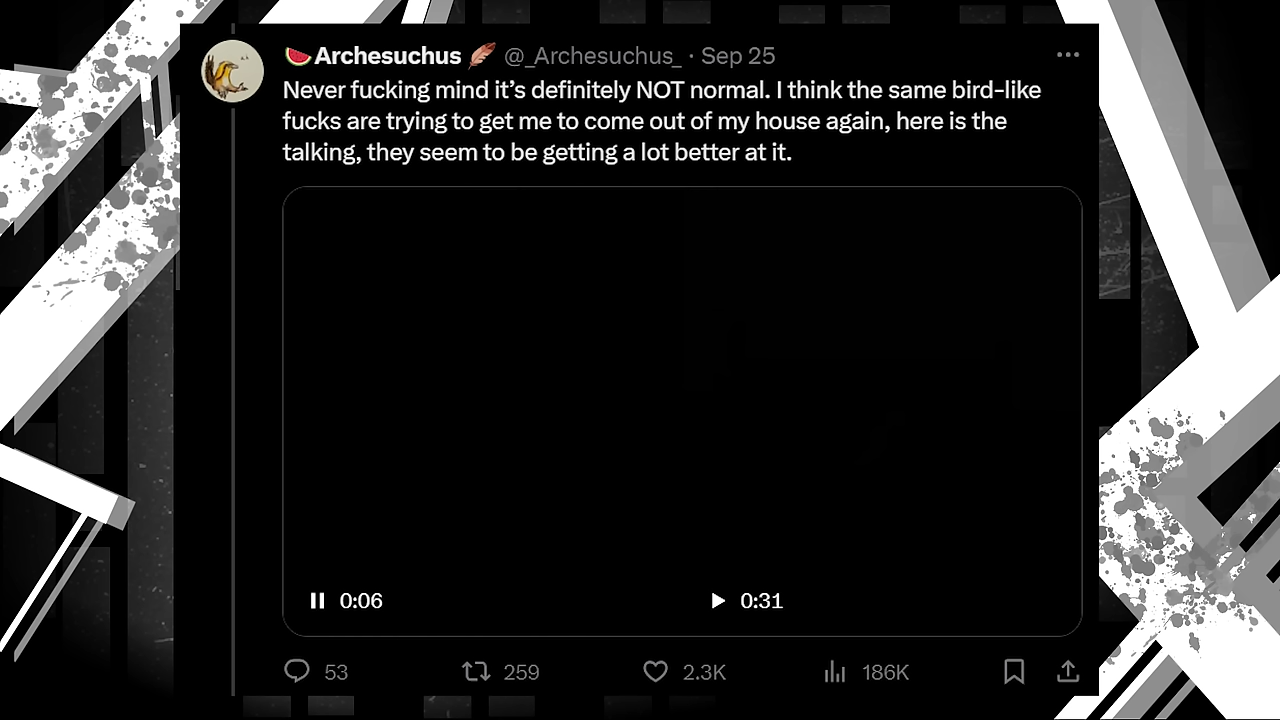 🍉Archesuchus 🪶 @_Archesuchus_ · Sep 25
Never fucking mind it’s definitely NOT normal. I think the same bird-like
fucks are trying to get me to come out of my house again, here is the
talking, they seem to be getting a lot better at it.
0:06 0:31
53 259 2.3K 186K